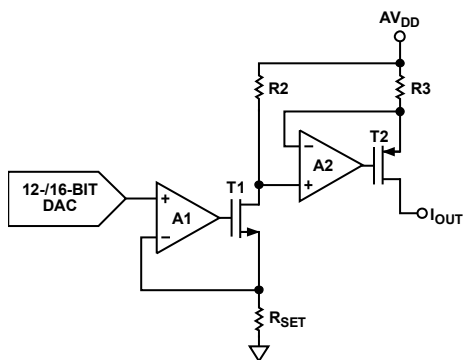 AVDD
R2
R3
T2
A2
T1
12-/16-BIT
DAC
A1
IOUT
RSET